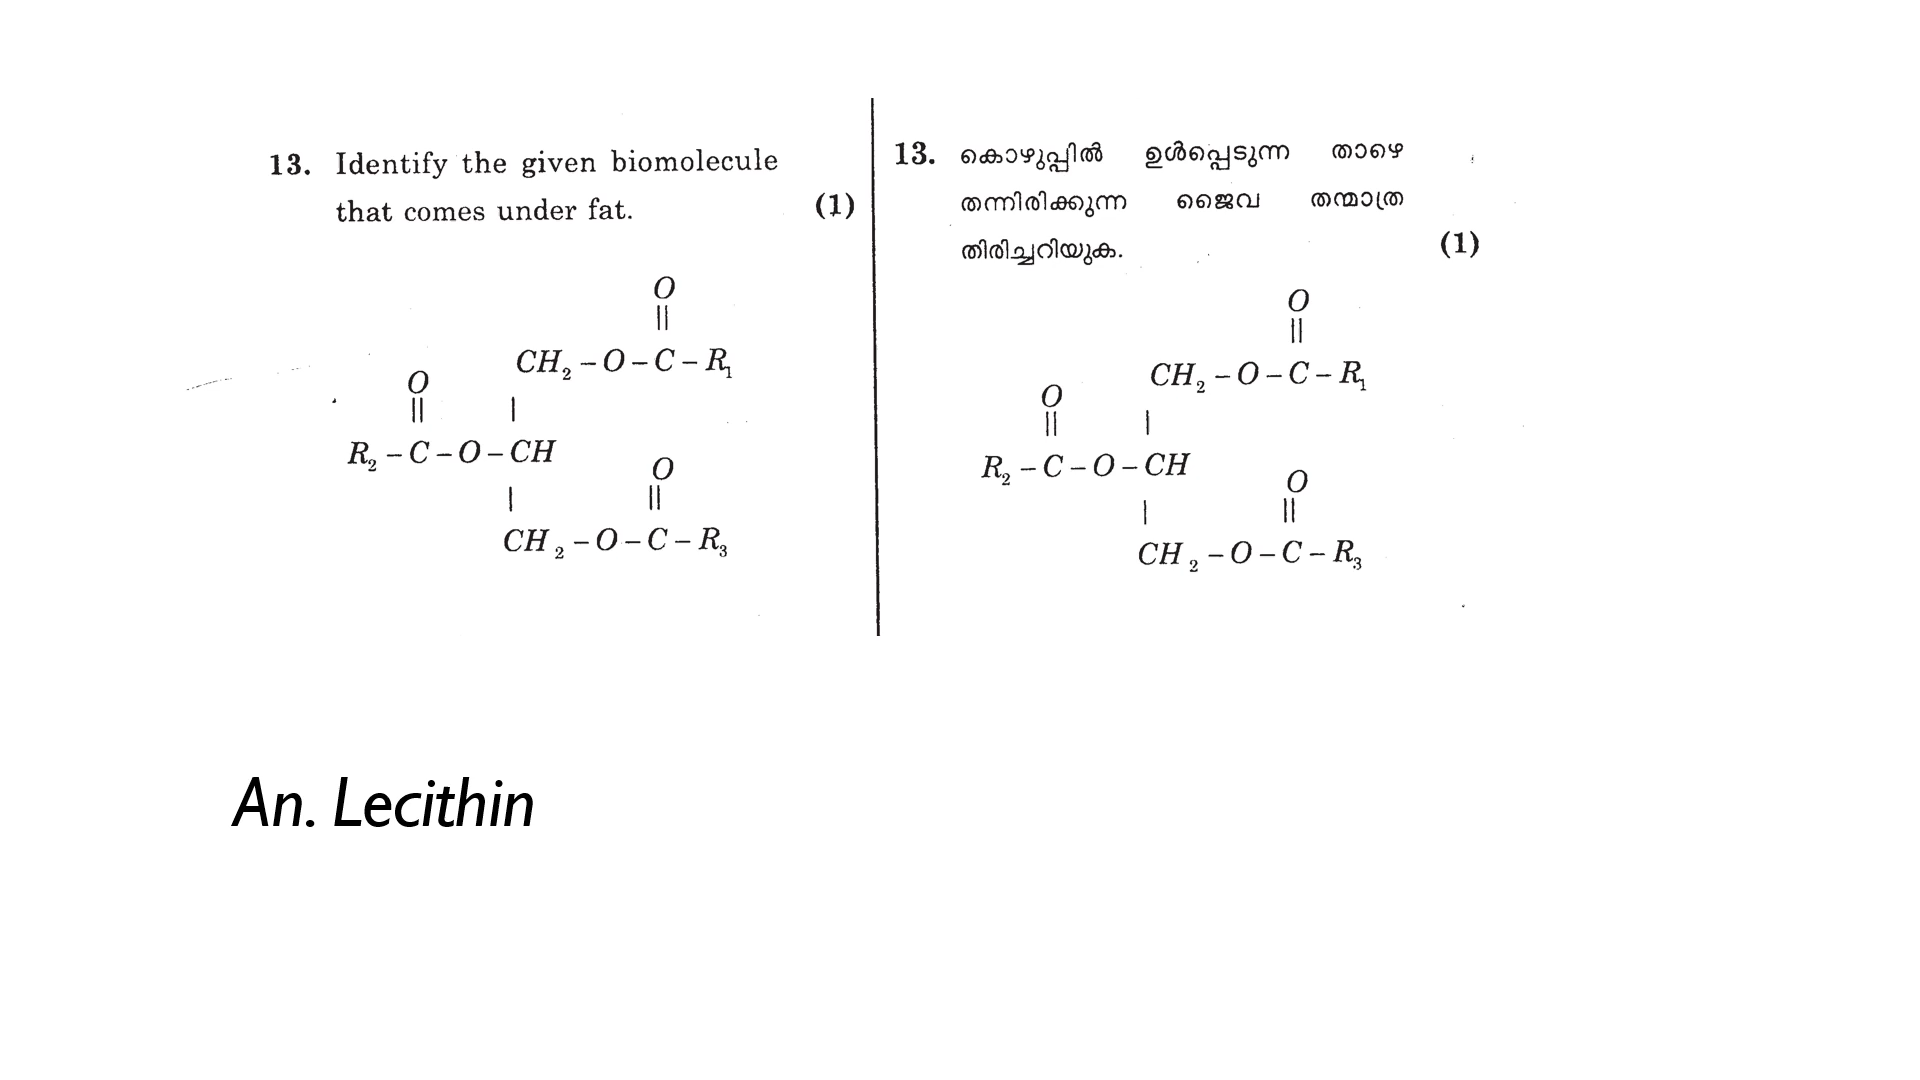 13. Identify the given biomolecule
that comes under fat. (1)
O
||
CH₂ – O – C – R₁
O
|| |
R₂ – C – O – CH
O
| ||
CH₂ – O – C – R₃
13. കൊഴുപ്പിൽ ഉൾപ്പെടുന്ന താഴെ
തന്നിരിക്കുന്ന ജൈവ തന്മാത്ര
തിരിച്ചറിയുക. (1)
O
||
CH₂ – O – C – R₁
O
|| |
R₂ – C – O – CH
O
| ||
CH₂ – O – C – R₃
An. Lecithin